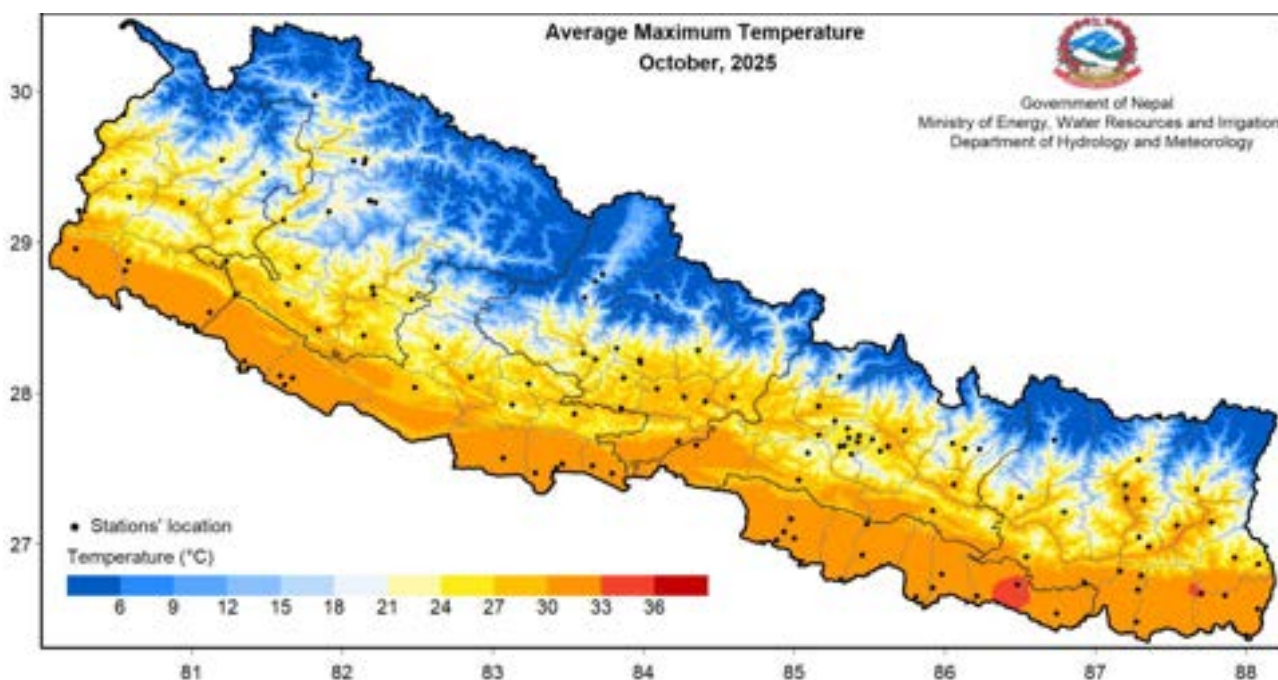 Average Maximum Temperature
October, 2025
Government of Nepal
Ministry of Energy, Water Resources and Irrigation
Department of Hydrology and Meteorology
30
29
28
27
Stations' location
Temperature (°C)
6 9 12 15 18 21 24 27 30 33 36
81 82 83 84 85 86 87 88